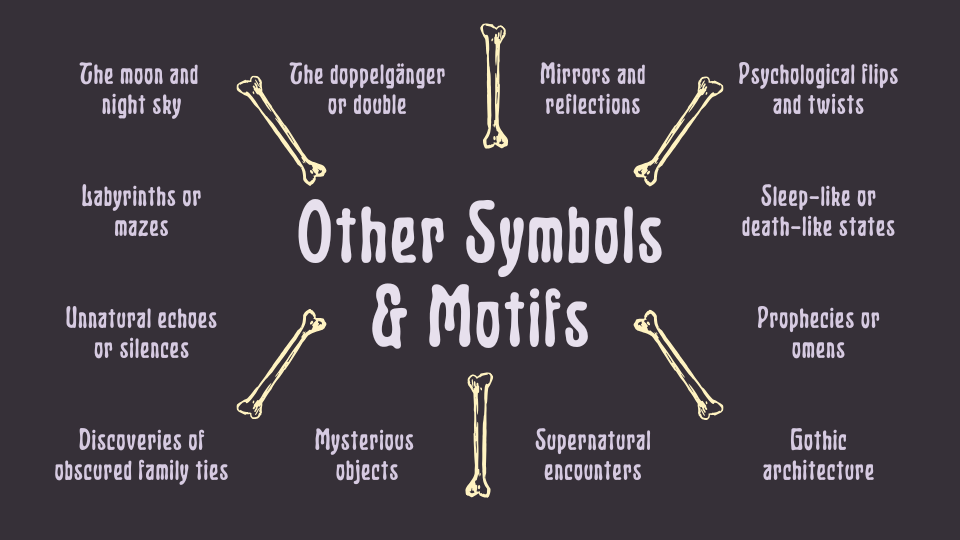 The moon and
night sky
The doppelgänger
or double
Mirrors and
reflections
Psychological flips
and twists
Labyrinths or
mazes
Sleep-like or
death-like states
Other Symbols
& Motifs
Unnatural echoes
or silences
Prophecies or
omens
Discoveries of
obscured family ties
Mysterious
objects
Supernatural
encounters
Gothic
architecture